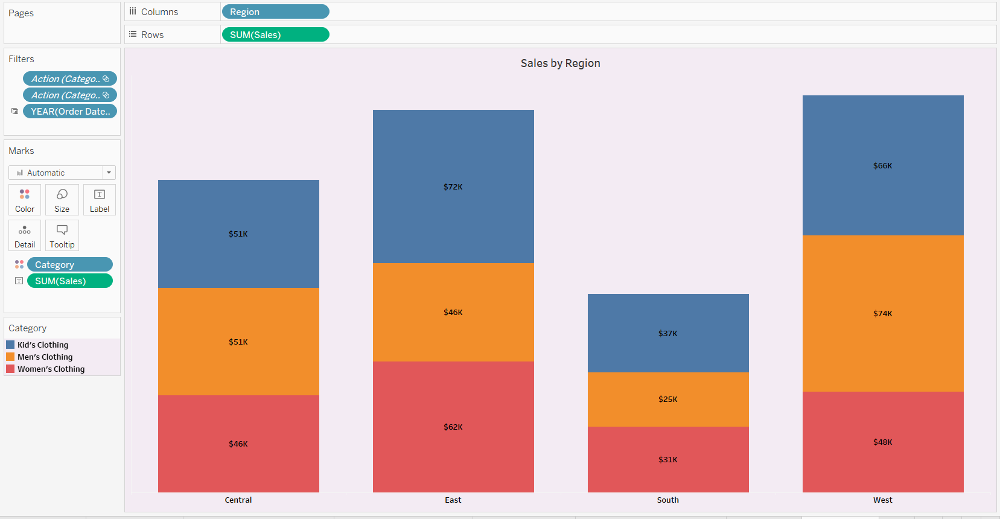 Pages
Columns
Region
Rows
SUM(Sales)
Filters
Action (Catego..
Action (Catego..
YEAR(Order Date..
Marks
Automatic
Color
Size
Label
Detail
Tooltip
Category
SUM(Sales)
Category
Kid's Clothing
Men's Clothing
Women's Clothing
Sales by Region
$51K
$51K
$46K
$72K
$46K
$62K
$37K
$25K
$31K
$66K
$74K
$48K
Central
East
South
West